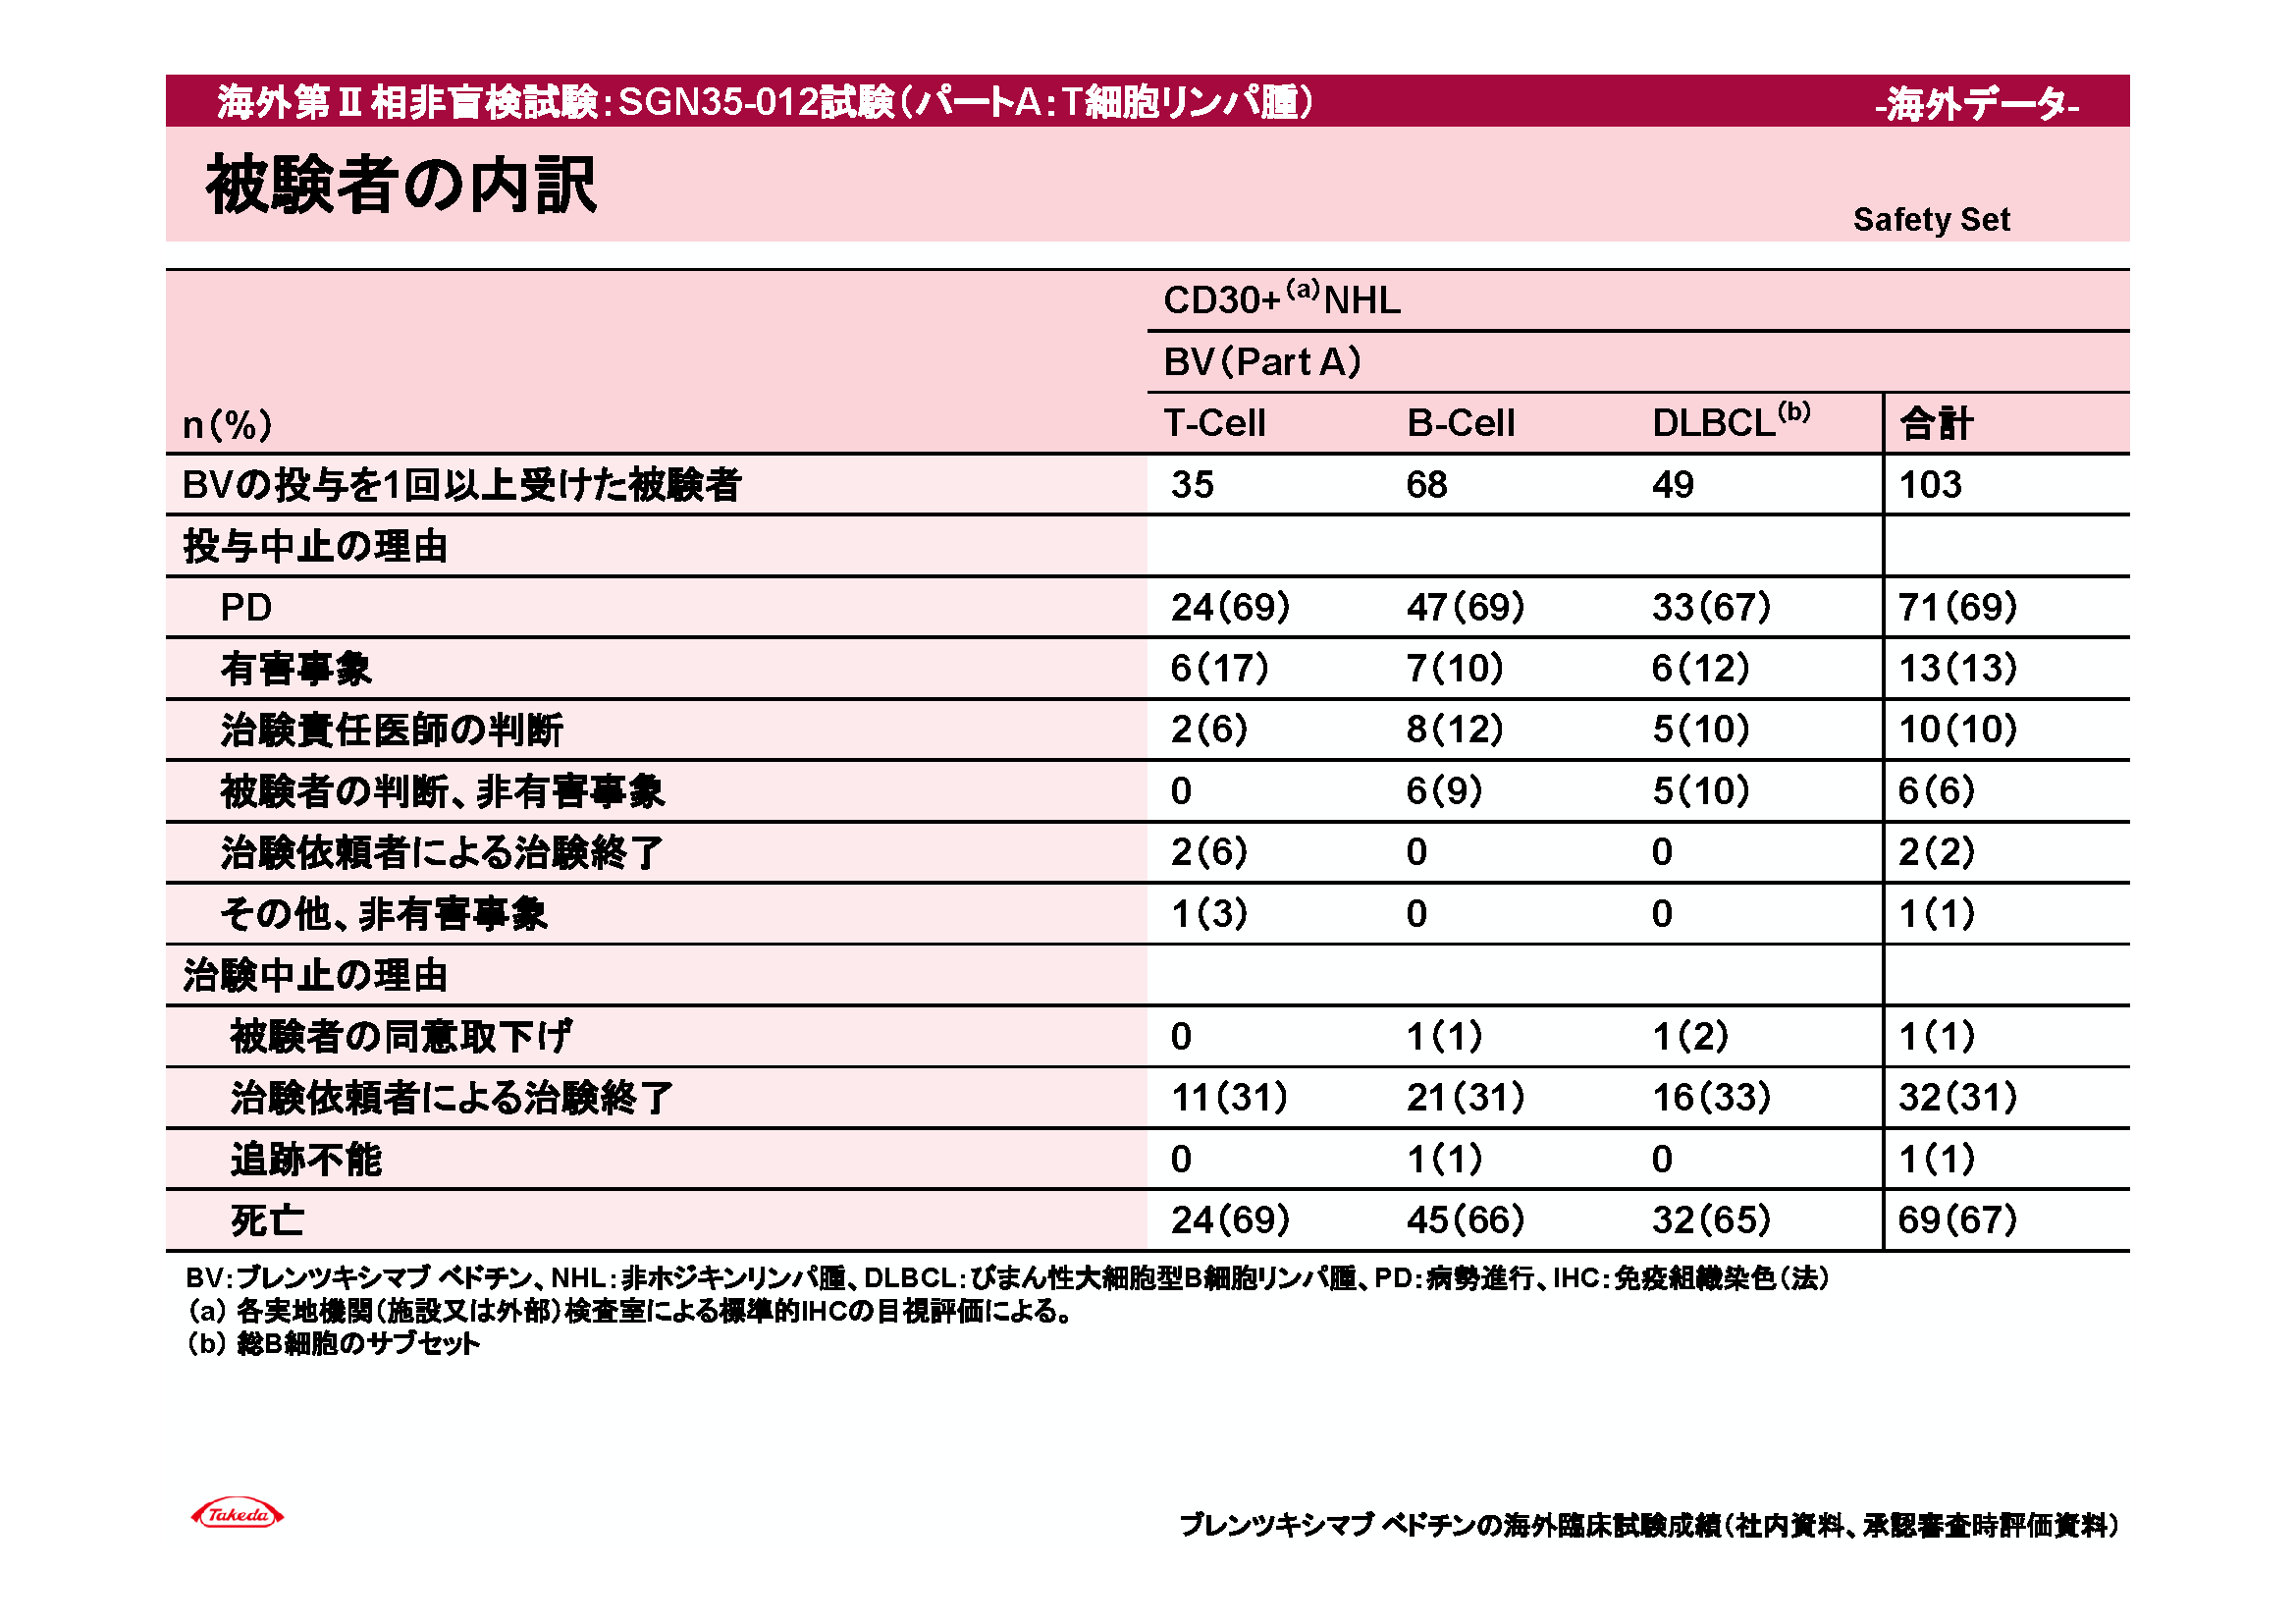 海外第Ⅱ相非盲検試験：SGN35-012試験（パートA：T細胞リンパ腫） -海外データ-
被験者の内訳
Safety Set
CD30+（a）NHL
BV（Part A）
n（%） T-Cell B-Cell DLBCL（b） 合計
BVの投与を1回以上受けた被験者 35 68 49 103
投与中止の理由
PD 24（69） 47（69） 33（67） 71（69）
有害事象 6（17） 7（10） 6（12） 13（13）
治験責任医師の判断 2（6） 8（12） 5（10） 10（10）
被験者の判断、非有害事象 0 6（9） 5（10） 6（6）
治験依頼者による治験終了 2（6） 0 0 2（2）
その他、非有害事象 1（3） 0 0 1（1）
治験中止の理由
被験者の同意取下げ 0 1（1） 1（2） 1（1）
治験依頼者による治験終了 11（31） 21（31） 16（33） 32（31）
追跡不能 0 1（1） 0 1（1）
死亡 24（69） 45（66） 32（65） 69（67）
BV：ブレンツキシマブ ベドチン、NHL：非ホジキンリンパ腫、DLBCL：びまん性大細胞型B細胞リンパ腫、PD：病勢進行、IHC：免疫組織染色（法）
（a） 各実地機関（施設又は外部）検査室による標準的IHCの目視評価による。
（b） 総B細胞のサブセット
Takeda
ブレンツキシマブ ベドチンの海外臨床試験成績（社内資料、承認審査時評価資料）